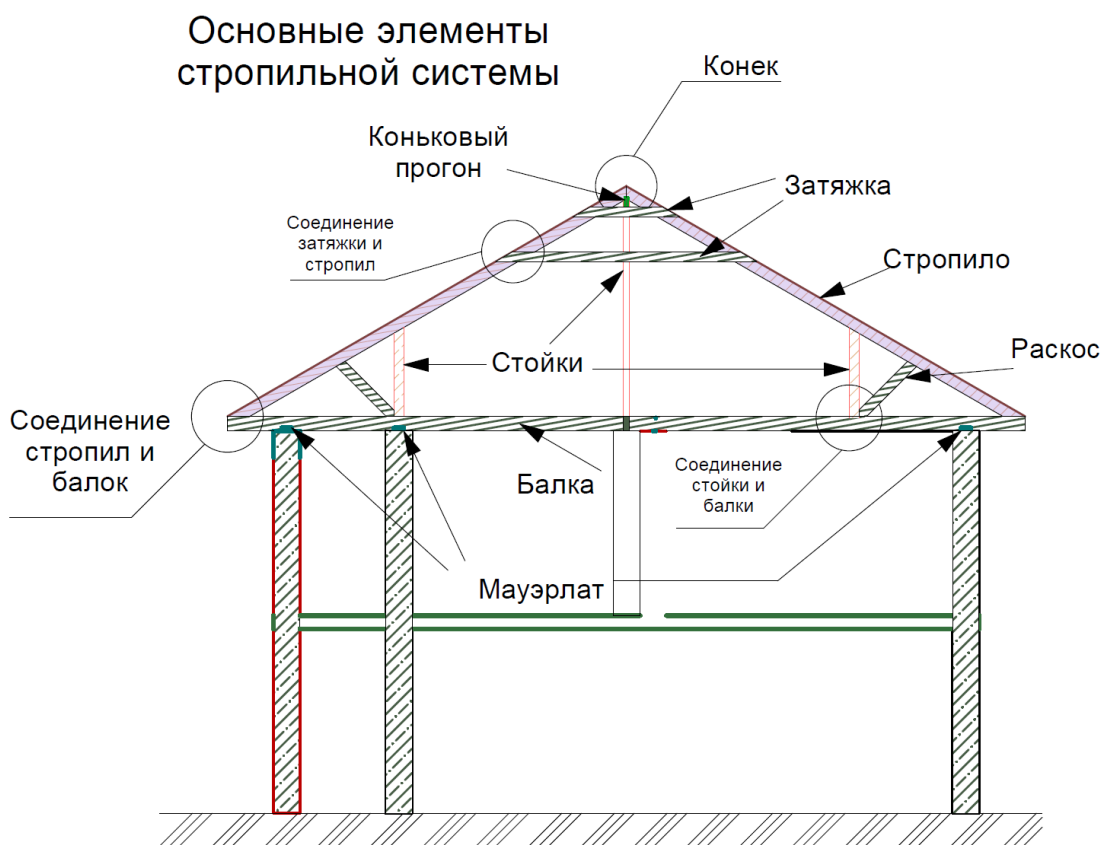 Основные элементы
стропильной системы
Конек
Коньковый
прогон
Затяжка
Соединение
затяжки и
стропил
Стропило
Стойки
Раскос
Соединение
стропил и
балок
Балка
Соединение
стойки и
балки
Мауэрлат